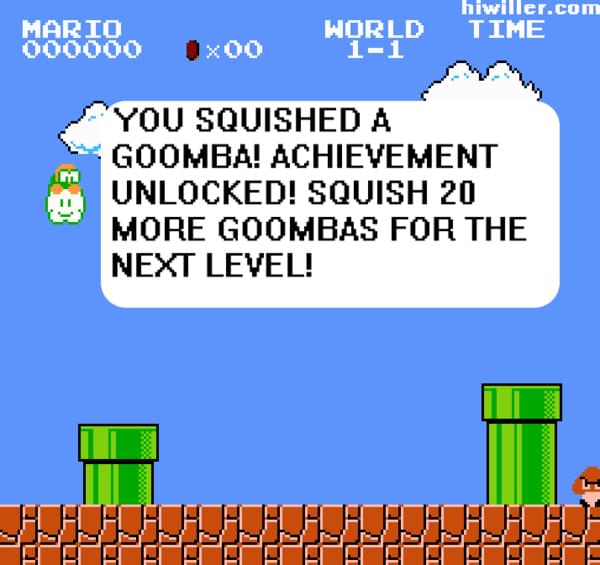 hiwiller.com
MARIO WORLD TIME
000000 x00 1-1
YOU SQUISHED A
GOOMBA! ACHIEVEMENT
UNLOCKED! SQUISH 20
MORE GOOMBAS FOR THE
NEXT LEVEL!